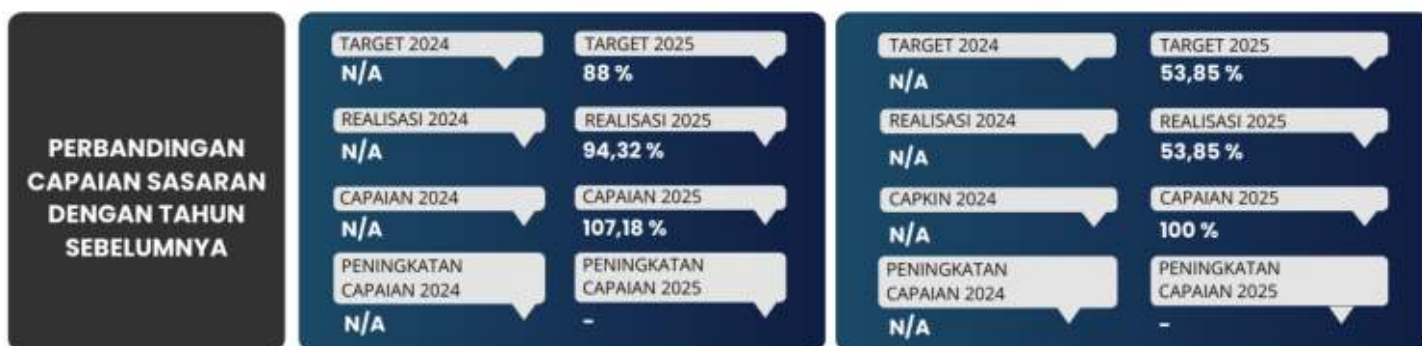 PERBANDINGAN
CAPAIAN SASARAN
DENGAN TAHUN
SEBELUMNYA
TARGET 2024
N/A
TARGET 2025
88 %
REALISASI 2024
N/A
REALISASI 2025
94,32 %
CAPAIAN 2024
N/A
CAPAIAN 2025
107,18 %
PENINGKATAN
CAPAIAN 2024
N/A
PENINGKATAN
CAPAIAN 2025
-
TARGET 2024
N/A
TARGET 2025
53,85 %
REALISASI 2024
N/A
REALISASI 2025
53,85 %
CAPKIN 2024
N/A
CAPAIAN 2025
100 %
PENINGKATAN
CAPAIAN 2024
N/A
PENINGKATAN
CAPAIAN 2025
-